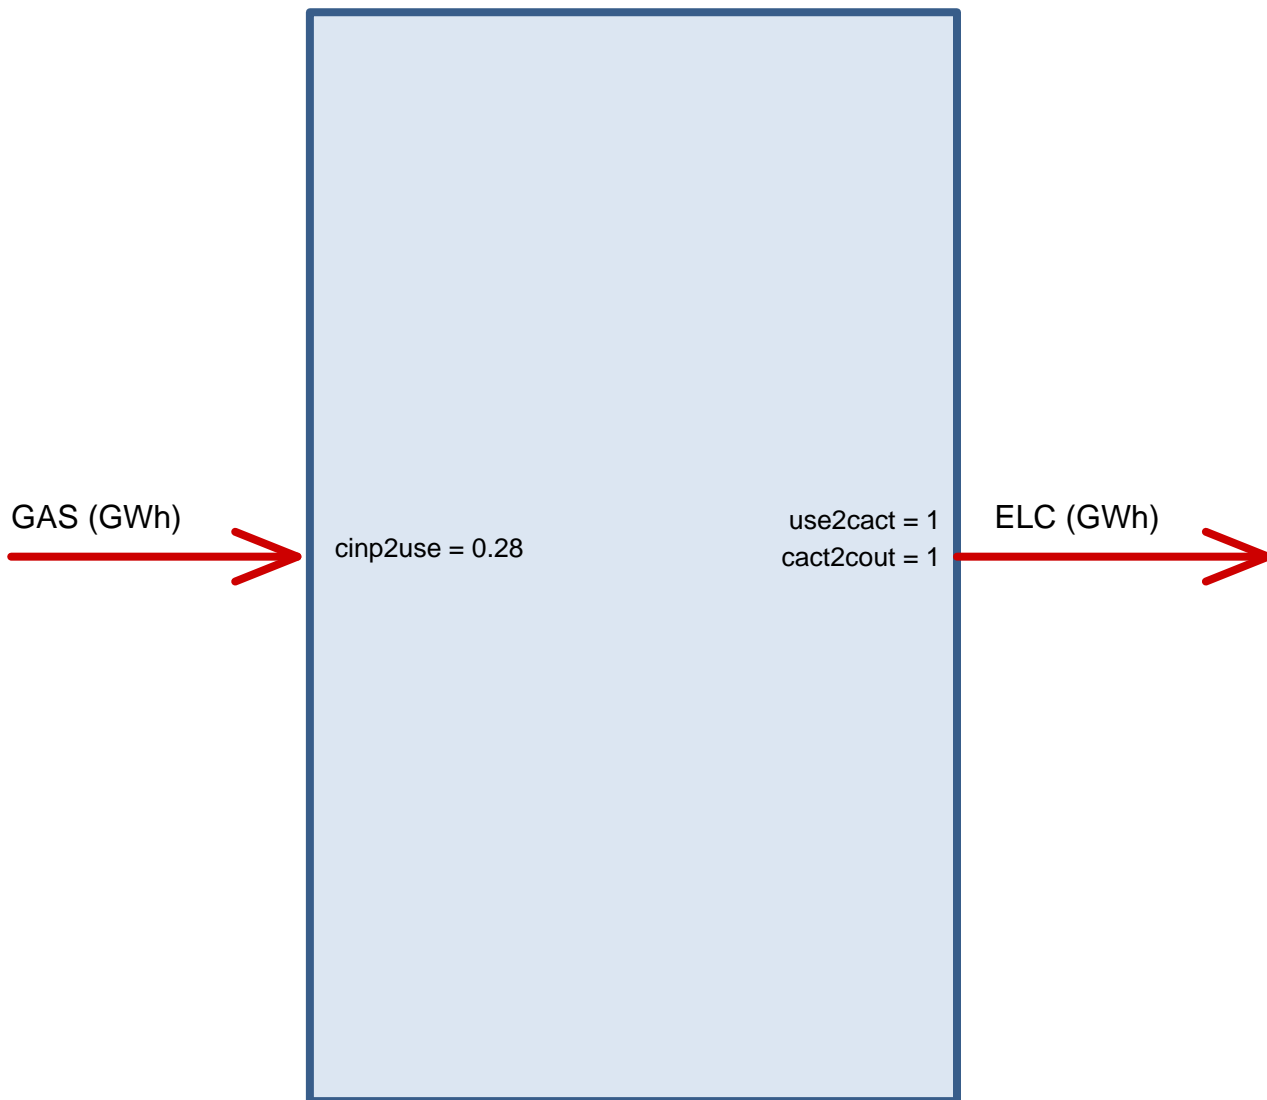 GAS (GWh)
cinp2use = 0.28
use2cact = 1
cact2cout = 1
ELC (GWh)